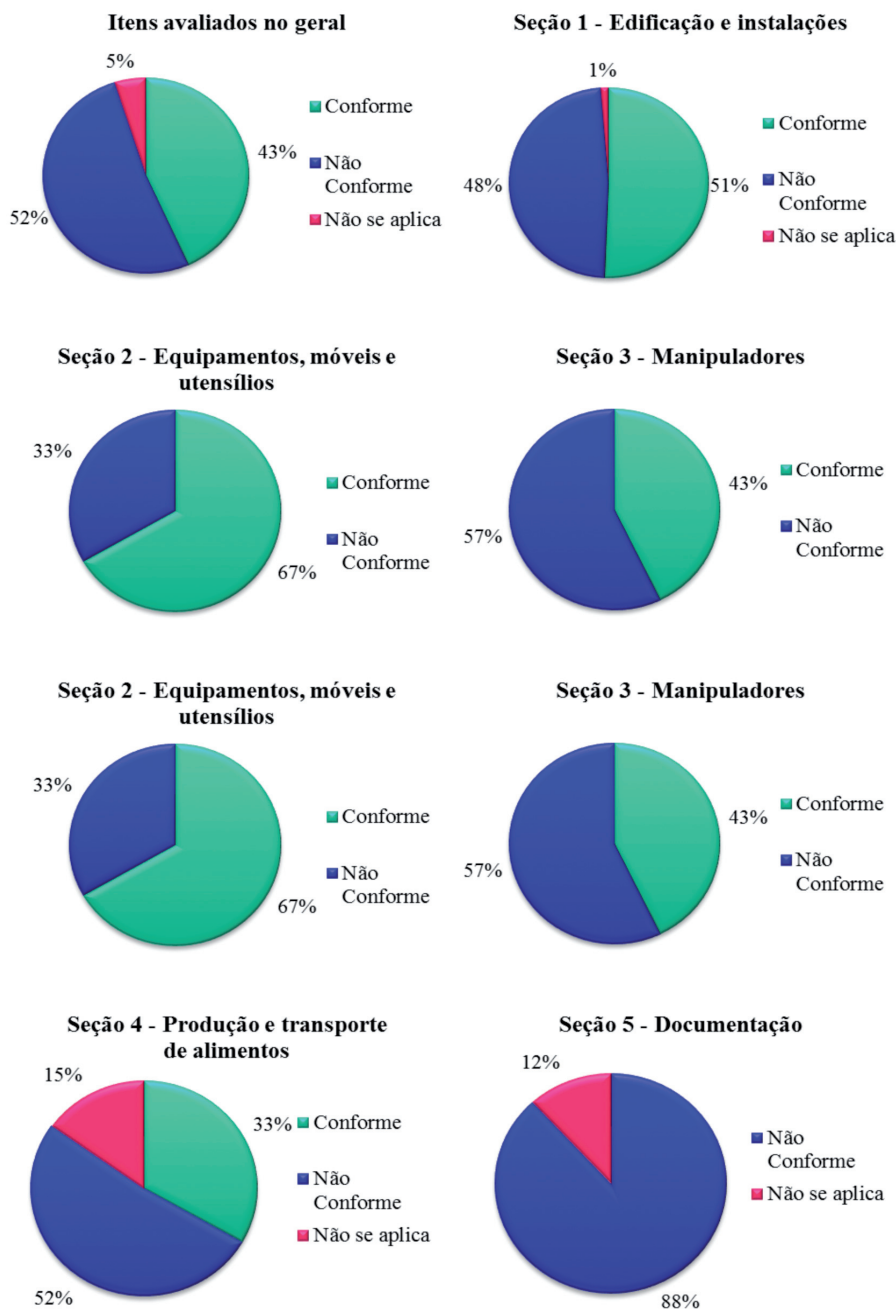 Itens avaliados no geral
5%
43%
52%
Conforme
Não
Conforme
Não se aplica
Seção 1 - Edificação e instalações
1%
51%
48%
Conforme
Não
Conforme
Não se aplica
Seção 2 - Equipamentos, móveis e
utensílios
33%
67%
Conforme
Não
Conforme
Seção 3 - Manipuladores
43%
57%
Conforme
Não
Conforme
Seção 2 - Equipamentos, móveis e
utensílios
33%
67%
Conforme
Não
Conforme
Seção 3 - Manipuladores
43%
57%
Conforme
Não
Conforme
Seção 4 - Produção e transporte
de alimentos
15%
33%
52%
Conforme
Não
Conforme
Não se aplica
Seção 5 - Documentação
12%
88%
Não
Conforme
Não se aplica